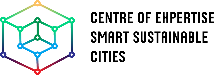 CENTRE OF EXPERTISE
SMART SUSTAINABLE
CITIES